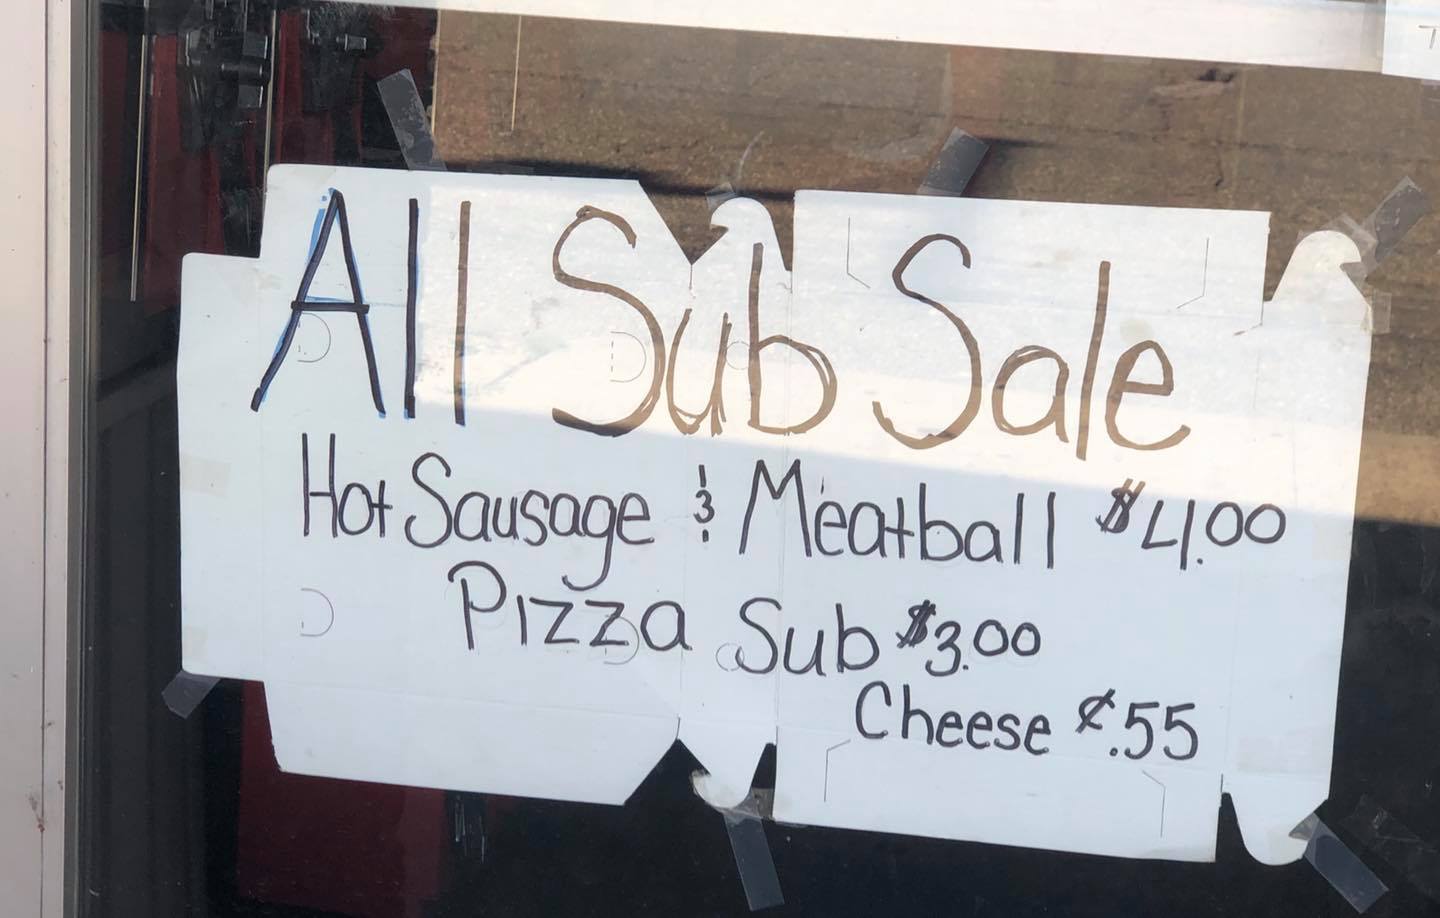 All Sub Sale
Hot Sausage & Meatball $4.00
Pizza Sub $3.00
Cheese ¢.55